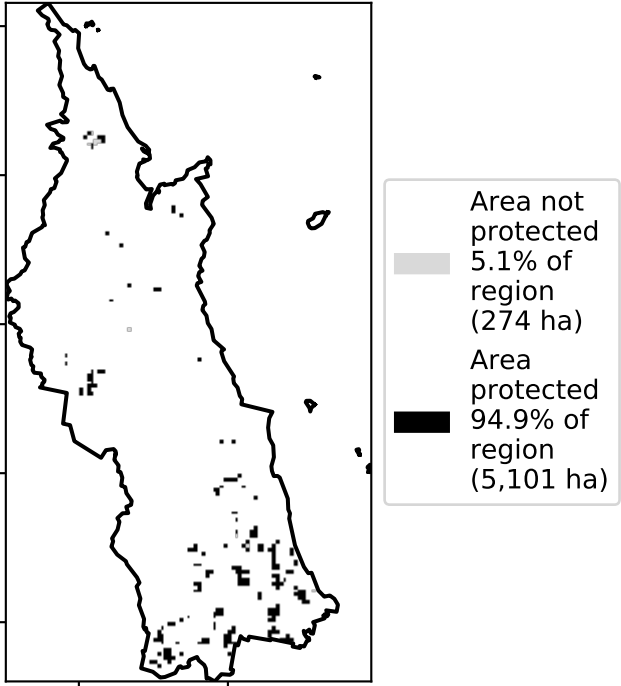 Area not
protected
5.1% of
region
(274 ha)
Area
protected
94.9% of
region
(5,101 ha)